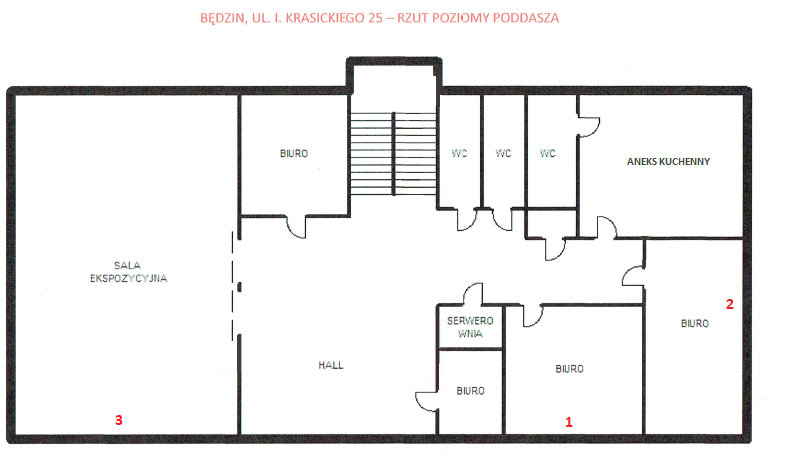 BĘDZIN, UL. I. KRASICKIEGO 25 – RZUT POZIOMY PODDASZA
BIURO
WC
WC
WC
ANEKS KUCHENNY
SALA
EKSPOZYCYJNA
2
SERWERO
WNIA
BIURO
HALL
BIURO
BIURO
3
1